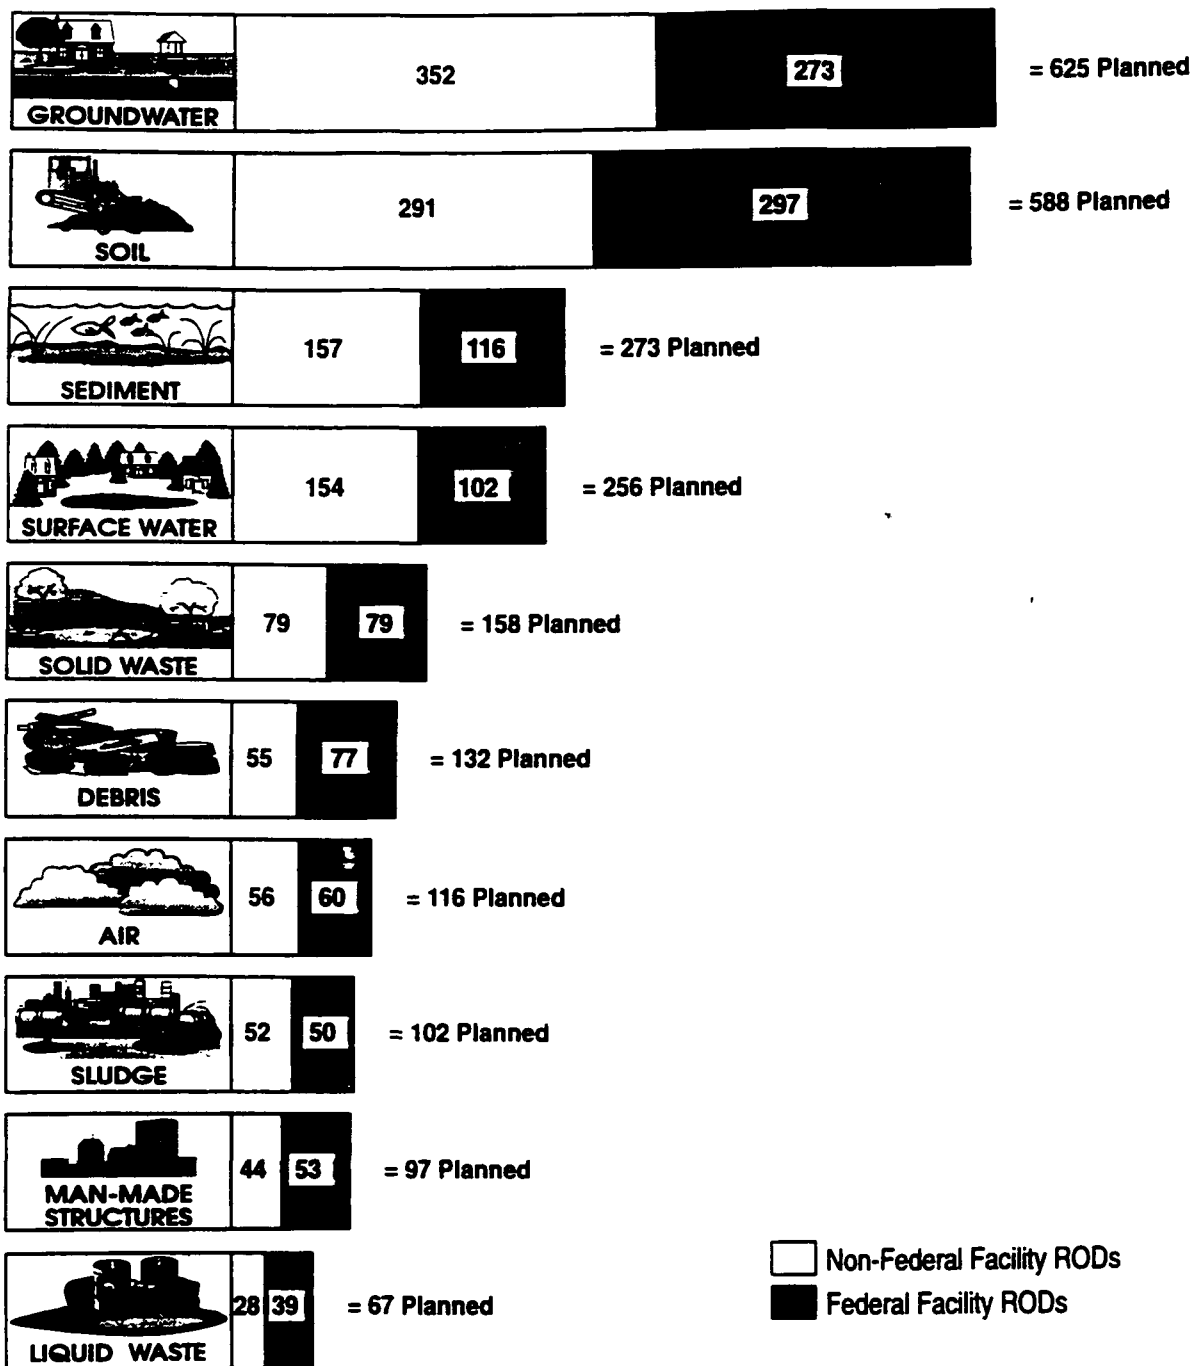 352 273 = 625 Planned
GROUNDWATER
291 297 = 588 Planned
SOIL
157 116 = 273 Planned
SEDIMENT
154 102 = 256 Planned
SURFACE WATER
79 79 = 158 Planned
SOLID WASTE
55 77 = 132 Planned
DEBRIS
56 60 = 116 Planned
AIR
52 50 = 102 Planned
SLUDGE
44 53 = 97 Planned
MAN-MADE
STRUCTURES
28 39 = 67 Planned
LIQUID WASTE
Non-Federal Facility RODs
Federal Facility RODs